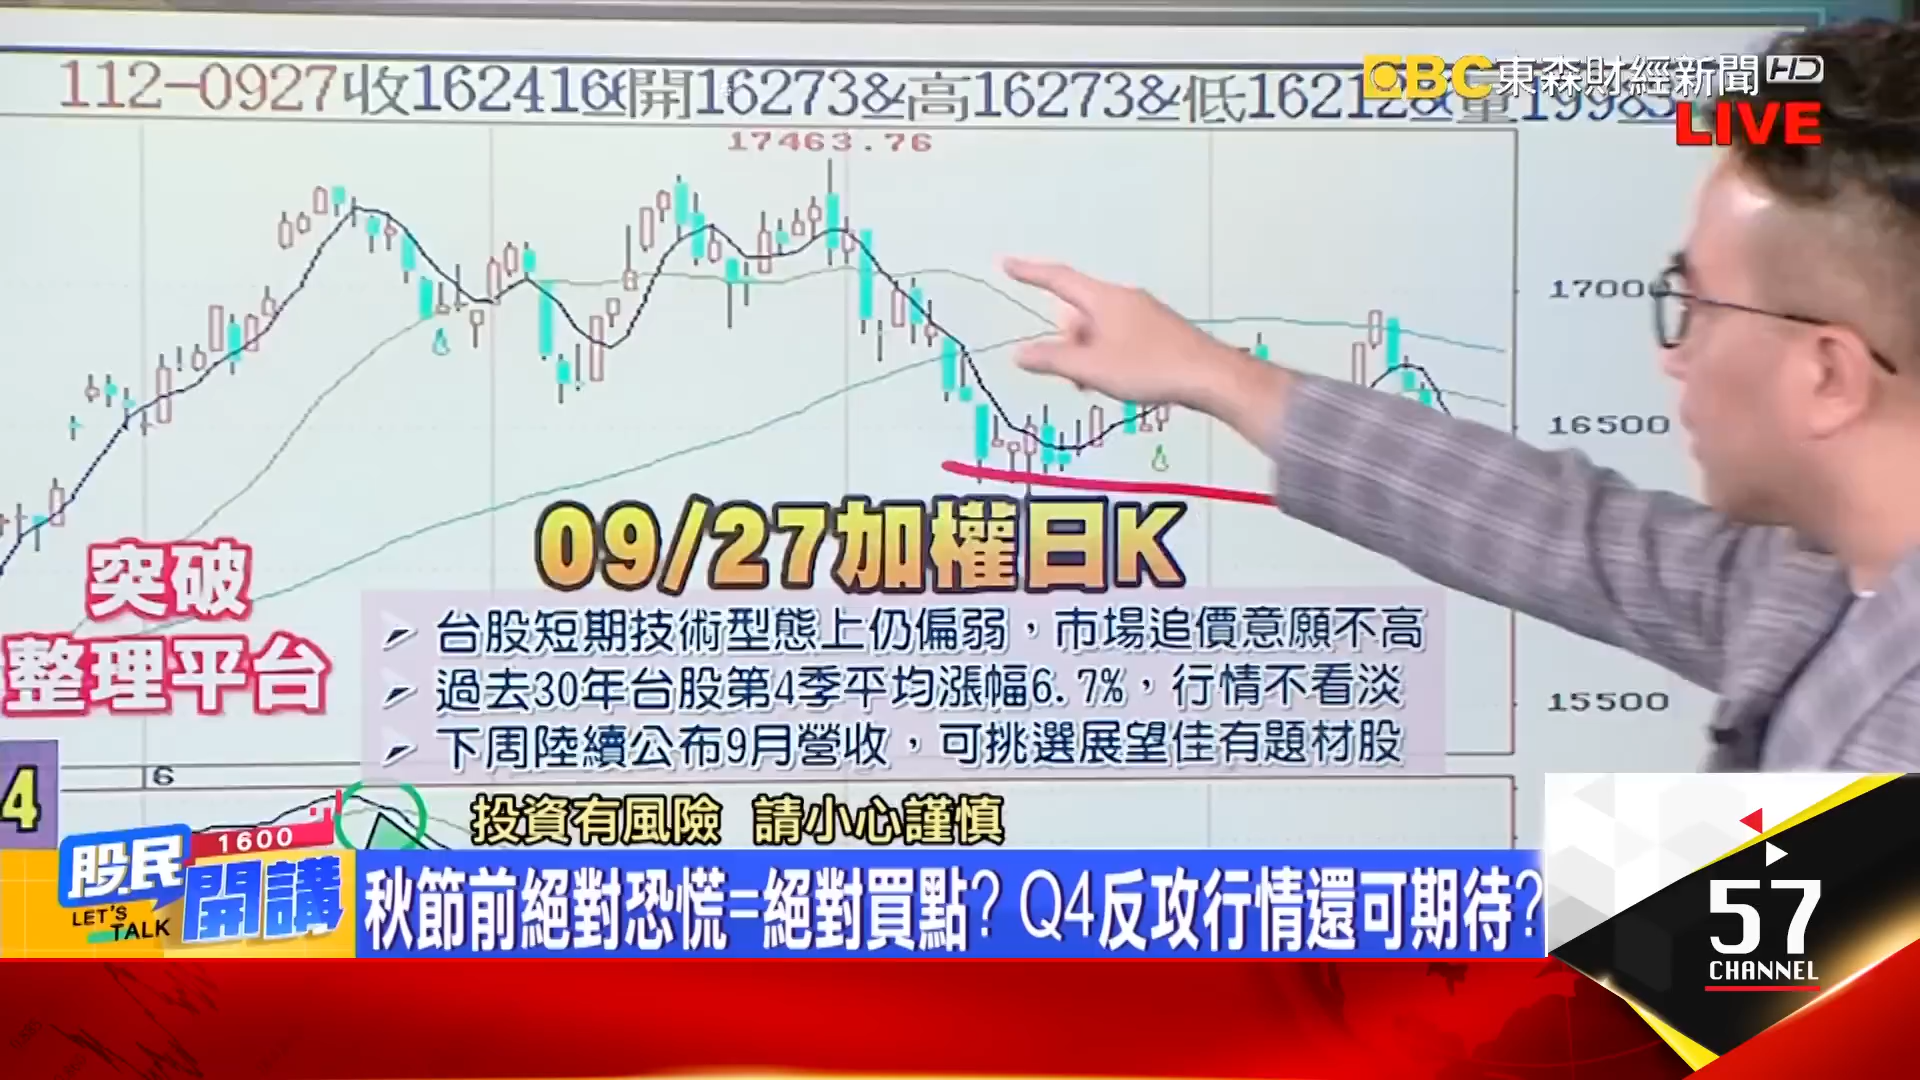 112-0927收16241&開16273&高16273&低16212&量1998
EBC東森財經新聞HD
LIVE
17463.76
17000
16500
15500
09/27加權日K
突破
整理平台
台股短期技術型態上仍偏弱，市場追價意願不高
過去30年台股第4季平均漲幅6.7%，行情不看淡
下周陸續公布9月營收，可挑選展望佳有題材股
4
6
投資有風險 請小心謹慎
1600
股民
開講
LET'S
TALK
秋節前絕對恐慌=絕對買點? Q4反攻行情還可期待?
57
CHANNEL